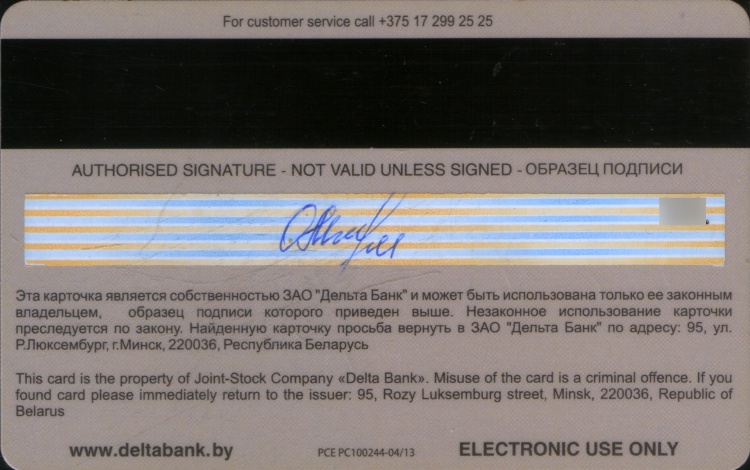 For customer service call +375 17 299 25 25
AUTHORISED SIGNATURE - NOT VALID UNLESS SIGNED - ОБРАЗЕЦ ПОДПИСИ
Эта карточка является собственностью ЗАО "Дельта Банк" и может быть использована только ее законным
владельцем, образец подписи которого приведен выше. Незаконное использование карточки
преследуется по закону. Найденную карточку просьба вернуть в ЗАО "Дельта Банк" по адресу: 95, ул.
Р.Люксембург, г.Минск, 220036, Республика Беларусь
This card is the property of Joint-Stock Company «Delta Bank». Misuse of the card is a criminal offence. If you
found card please immediately return to the issuer: 95, Rozy Luksemburg street, Minsk, 220036, Republic of
Belarus
www.deltabank.by
PCE PC100244-04/13
ELECTRONIC USE ONLY